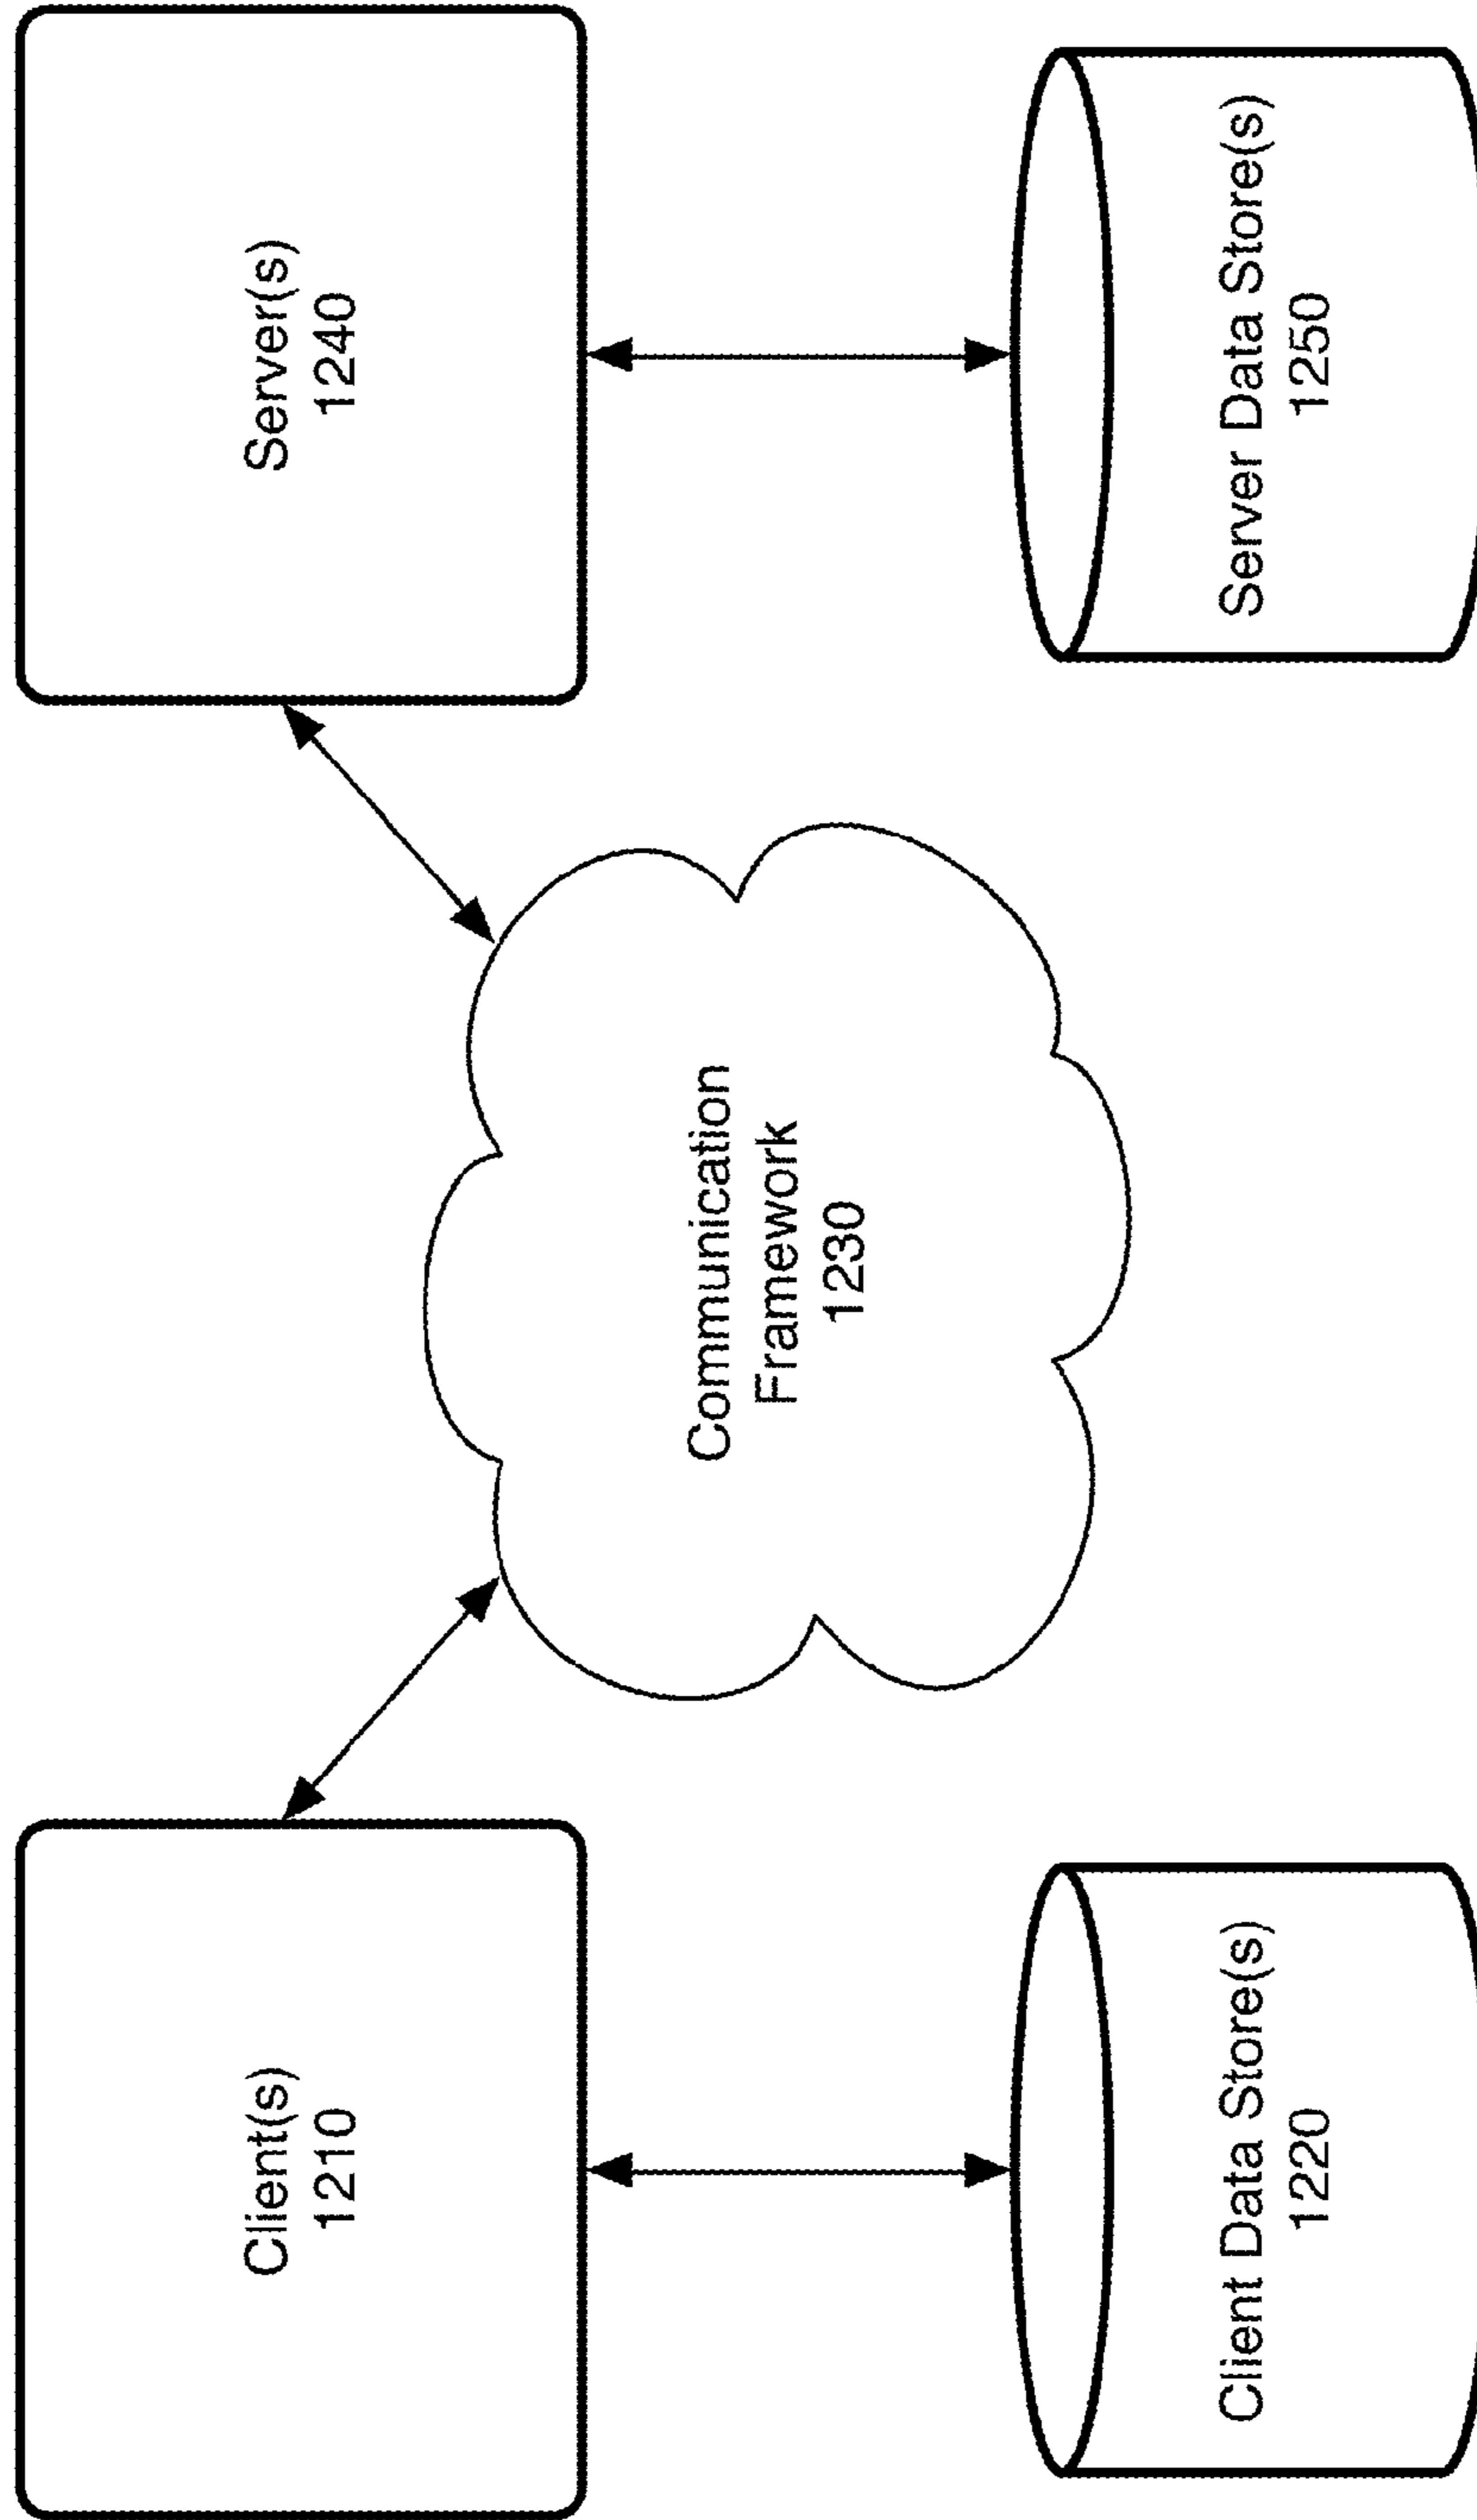 Client(s)
1210
Server(s)
1240
Communication
Framework
1230
Client Data Store(s)
1220
Server Data Store(s)
1250